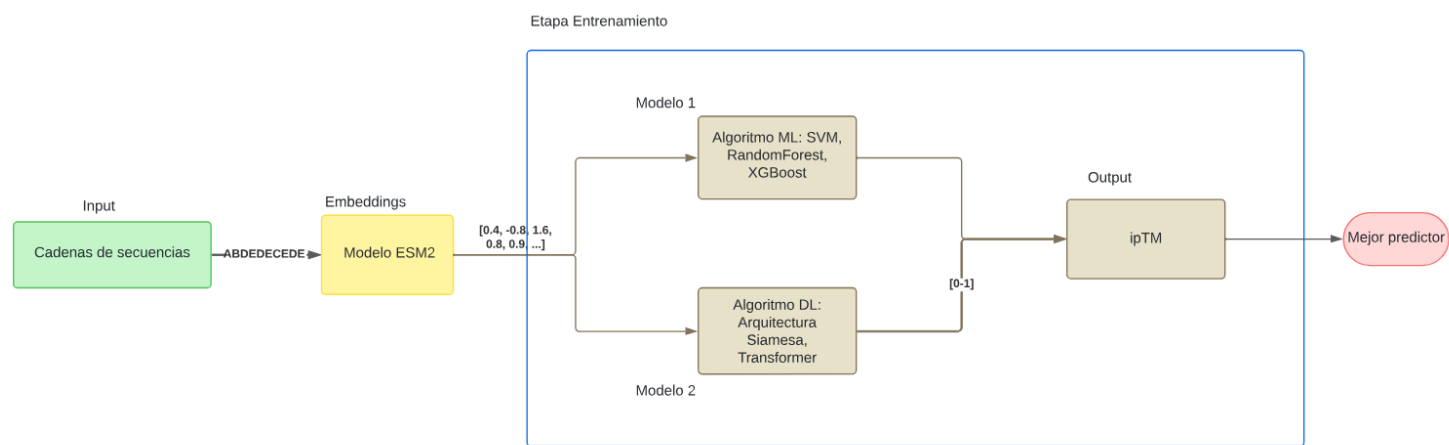 Etapa Entrenamiento
Input
Cadenas de secuencias
ABDEDECEDE
Embeddings
Modelo ESM2
[0.4, -0.8, 1.6,
0.8, 0.9, ...]
Modelo 1
Algoritmo ML: SVM,
RandomForest,
XGBoost
Algoritmo DL:
Arquitectura
Siamesa,
Transformer
Modelo 2
[0-1]
Output
ipTM
Mejor predictor